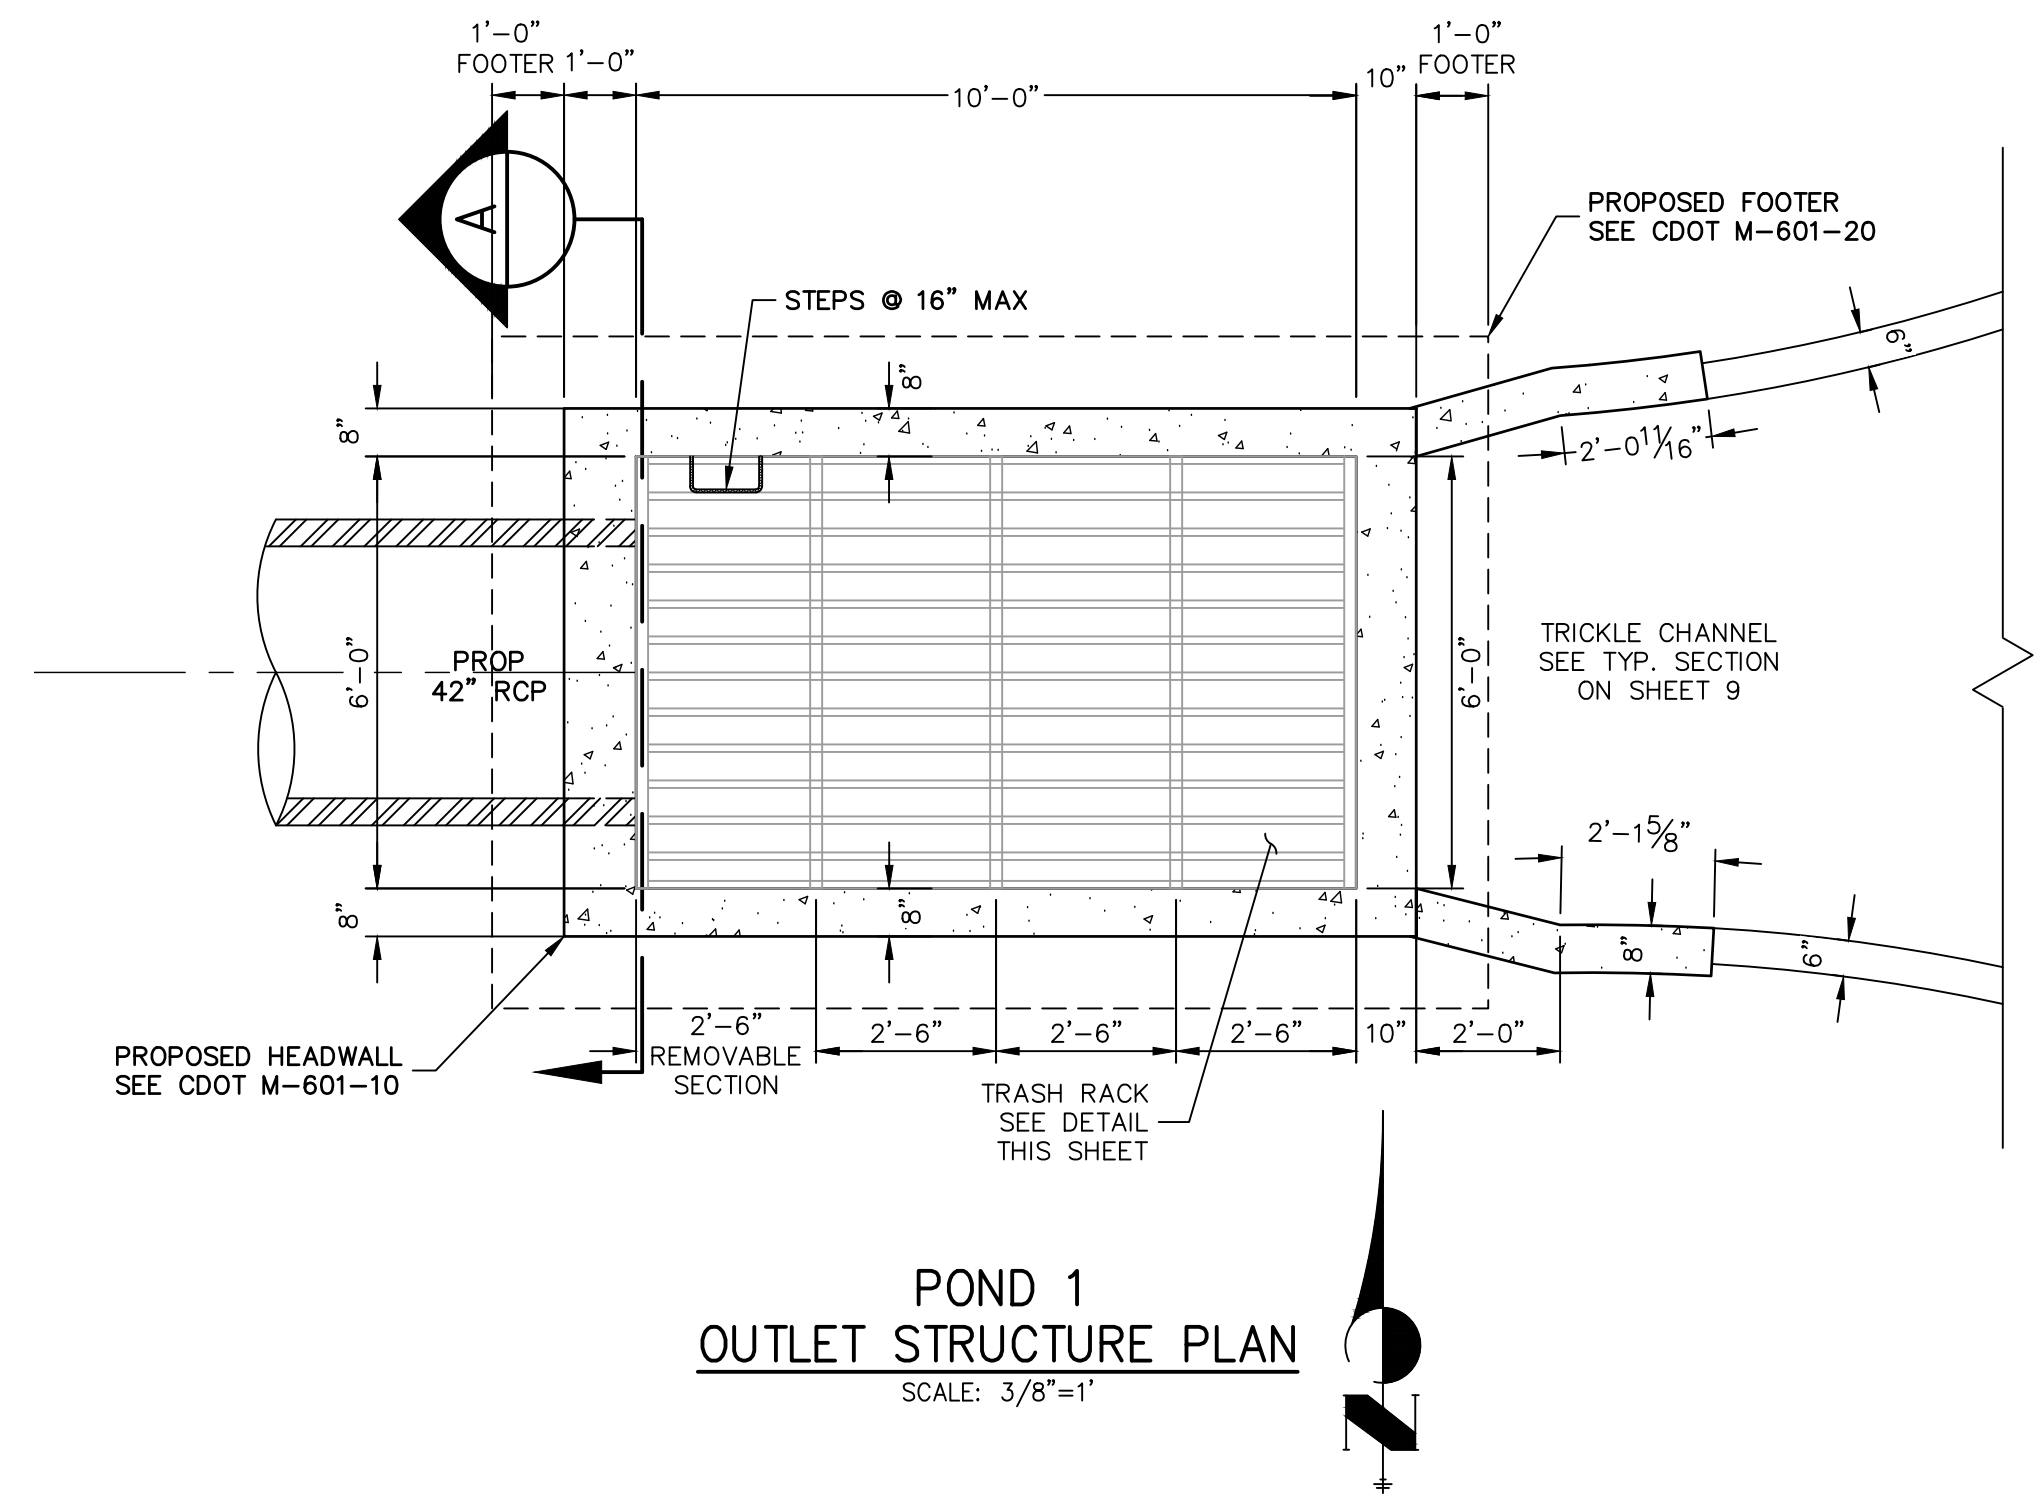 1'-0"
FOOTER
1'-0"
10'-0"
10"
1'-0"
FOOTER
A
PROPOSED FOOTER
SEE CDOT M-601-20
STEPS @ 16" MAX
6"
8"
8"
2'-0 11/16"
6'-0"
PROP
42" RCP
6'-0"
TRICKLE CHANNEL
SEE TYP. SECTION
ON SHEET 9
2'-1 5/8"
8"
8"
8"
6"
2'-6"
REMOVABLE
SECTION
2'-6"
2'-6"
2'-6"
10"
2'-0"
PROPOSED HEADWALL
SEE CDOT M-601-10
TRASH RACK
SEE DETAIL
THIS SHEET
POND 1
OUTLET STRUCTURE PLAN
SCALE: 3/8"=1'
N